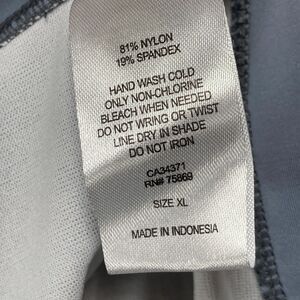 81% NYLON
19% SPANDEX
HAND WASH COLD
ONLY NON-CHLORINE
BLEACH WHEN NEEDED
DO NOT WRING OR TWIST
LINE DRY IN SHADE
DO NOT IRON
CA34371
RN# 75869
SIZE XL
MADE IN INDONESIA